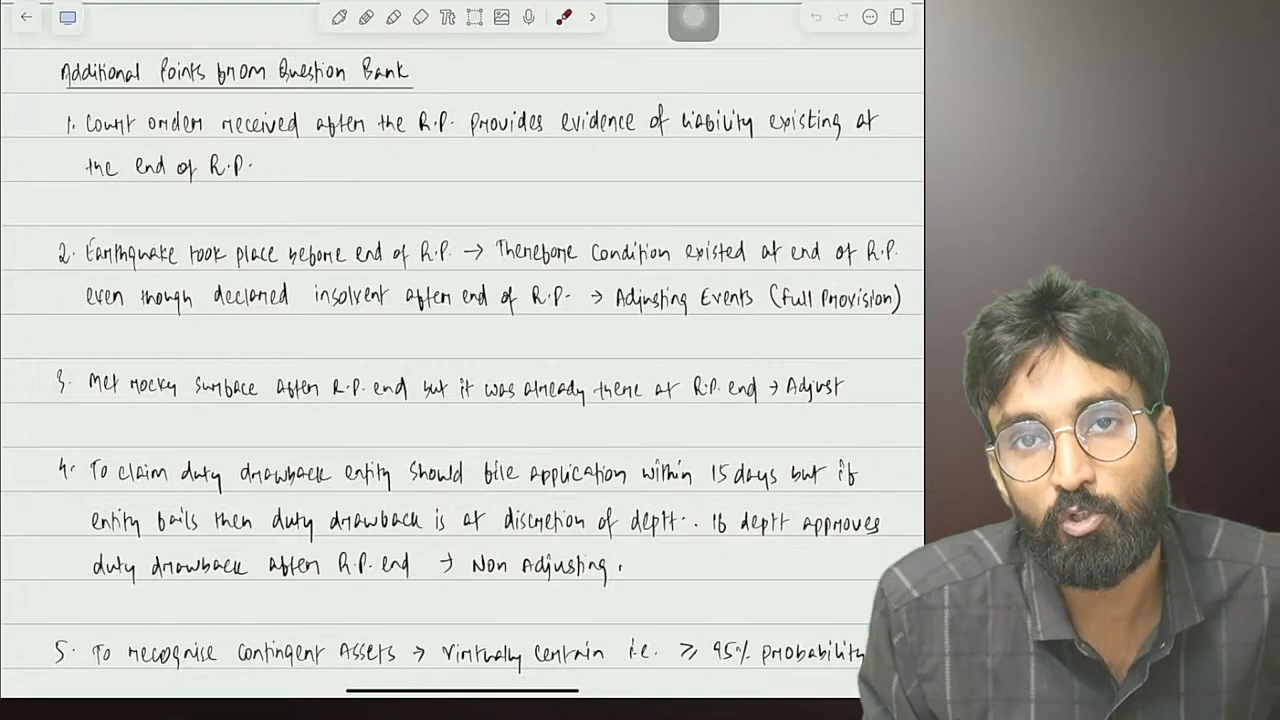 Additional Points from Question Bank
1. Court order received after the R.P. provides evidence of liability existing at
the end of R.P.
2. Earthquake took place before end of R.P. → Therefore condition existed at end of R.P.
even though declared insolvent after end of R.P. → Adjusting Events (Full Provision)
3. Met rocky surface after R.P. end but it was already there at R.P. end → Adjust
4. To claim duty drawback entity should file application within 15 days but if
entity fails then duty drawback is at discretion of deptt. If deptt approves
duty drawback after R.P. end → Non Adjusting.
5. To recognise Contingent Assets → Virtually Certain i.e. ≥ 95% probability